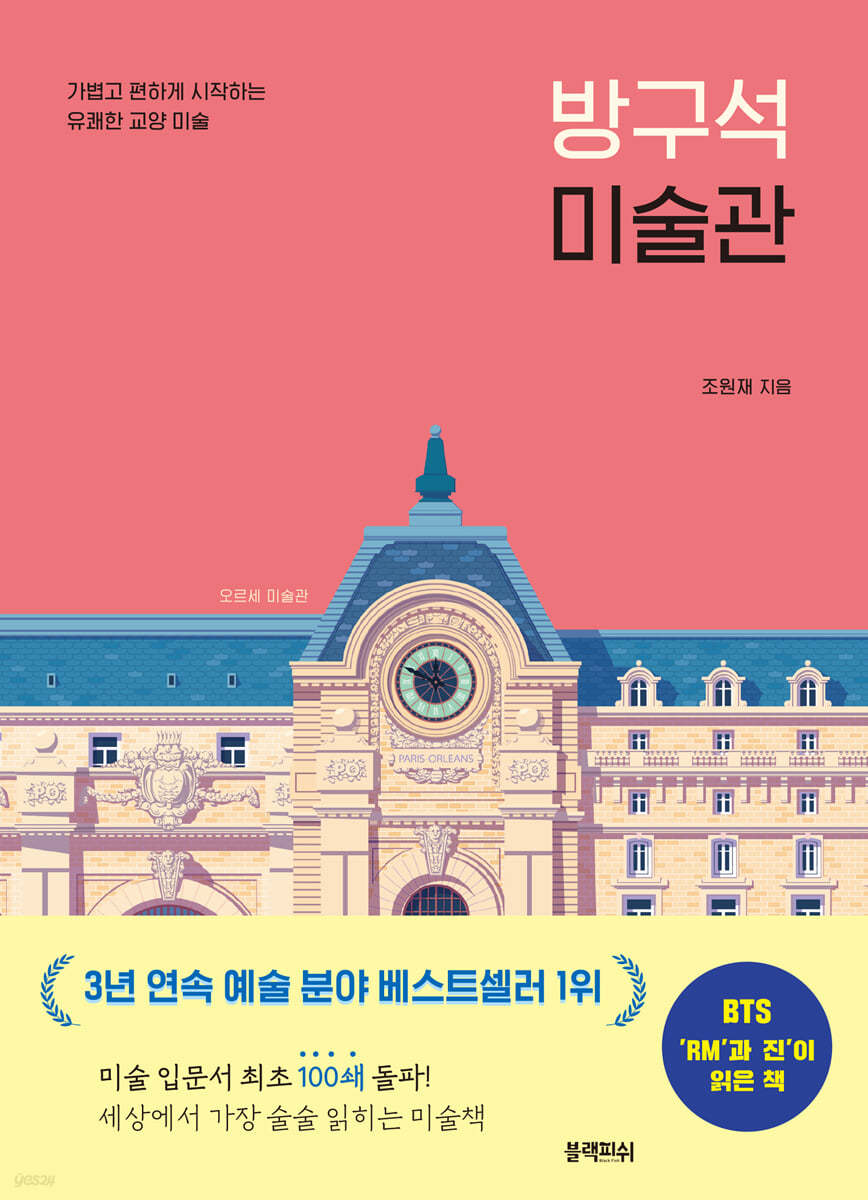 가볍고 편하게 시작하는
유쾌한 교양 미술
방구석
미술관
조원재 지음
오르세 미술관
PARIS ORLEANS
3년 연속 예술 분야 베스트셀러 1위
미술 입문서 최초 100쇄 돌파!
세상에서 가장 술술 읽히는 미술책
BTS
'RM'과 진'이
읽은 책
블랙피쉬
Black Fish
yes24